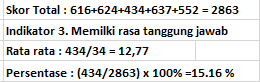 Skor Total : 616+624+434+637+552 = 2863
Indikator 3. Memilki rasa tanggung jawab
Rata rata : 434/34 = 12,77
Persentase : (434/2863) x 100% =15.16 %